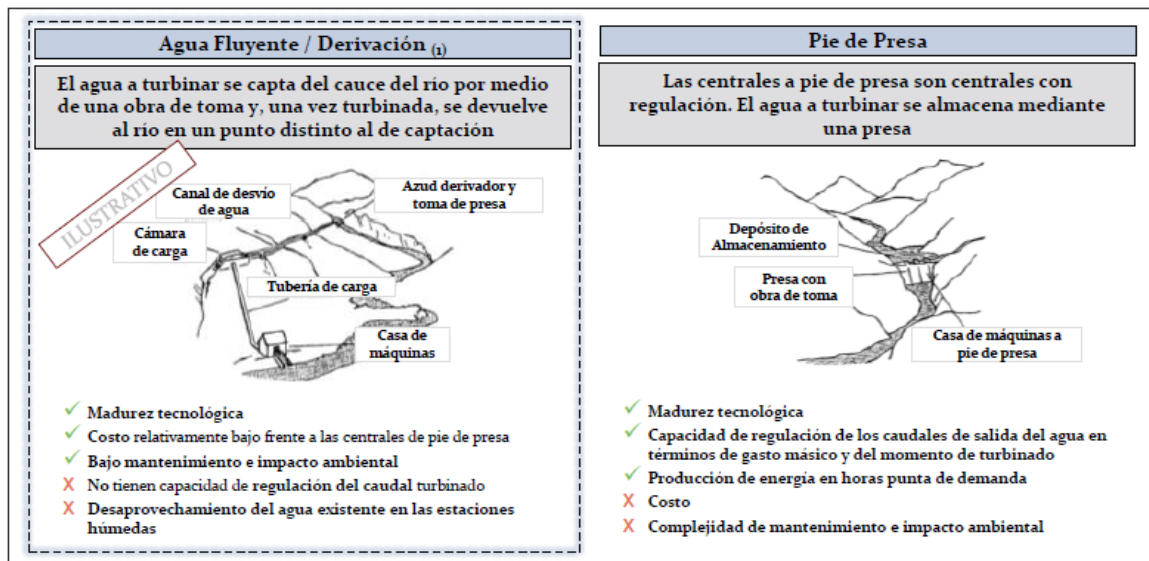 Agua Fluyente / Derivación (1)
El agua a turbinar se capta del cauce del río por medio
de una obra de toma y, una vez turbinada, se devuelve
al río en un punto distinto al de captación
ILUSTRATIVO
Canal de desvío
de agua
Azud derivador y
toma de presa
Cámara
de carga
Tubería de carga
Casa de
máquinas
✓ Madurez tecnológica
✓ Costo relativamente bajo frente a las centrales de pie de presa
✓ Bajo mantenimiento e impacto ambiental
X No tienen capacidad de regulación del caudal turbinado
X Desaprovechamiento del agua existente en las estaciones
húmedas
Pie de Presa
Las centrales a pie de presa son centrales con
regulación. El agua a turbinar se almacena mediante
una presa
Depósito de
Almacenamiento
Presa con
obra de toma
Casa de máquinas a
pie de presa
✓ Madurez tecnológica
✓ Capacidad de regulación de los caudales de salida del agua en
términos de gasto másico y del momento de turbinado
✓ Producción de energía en horas punta de demanda
X Costo
X Complejidad de mantenimiento e impacto ambiental